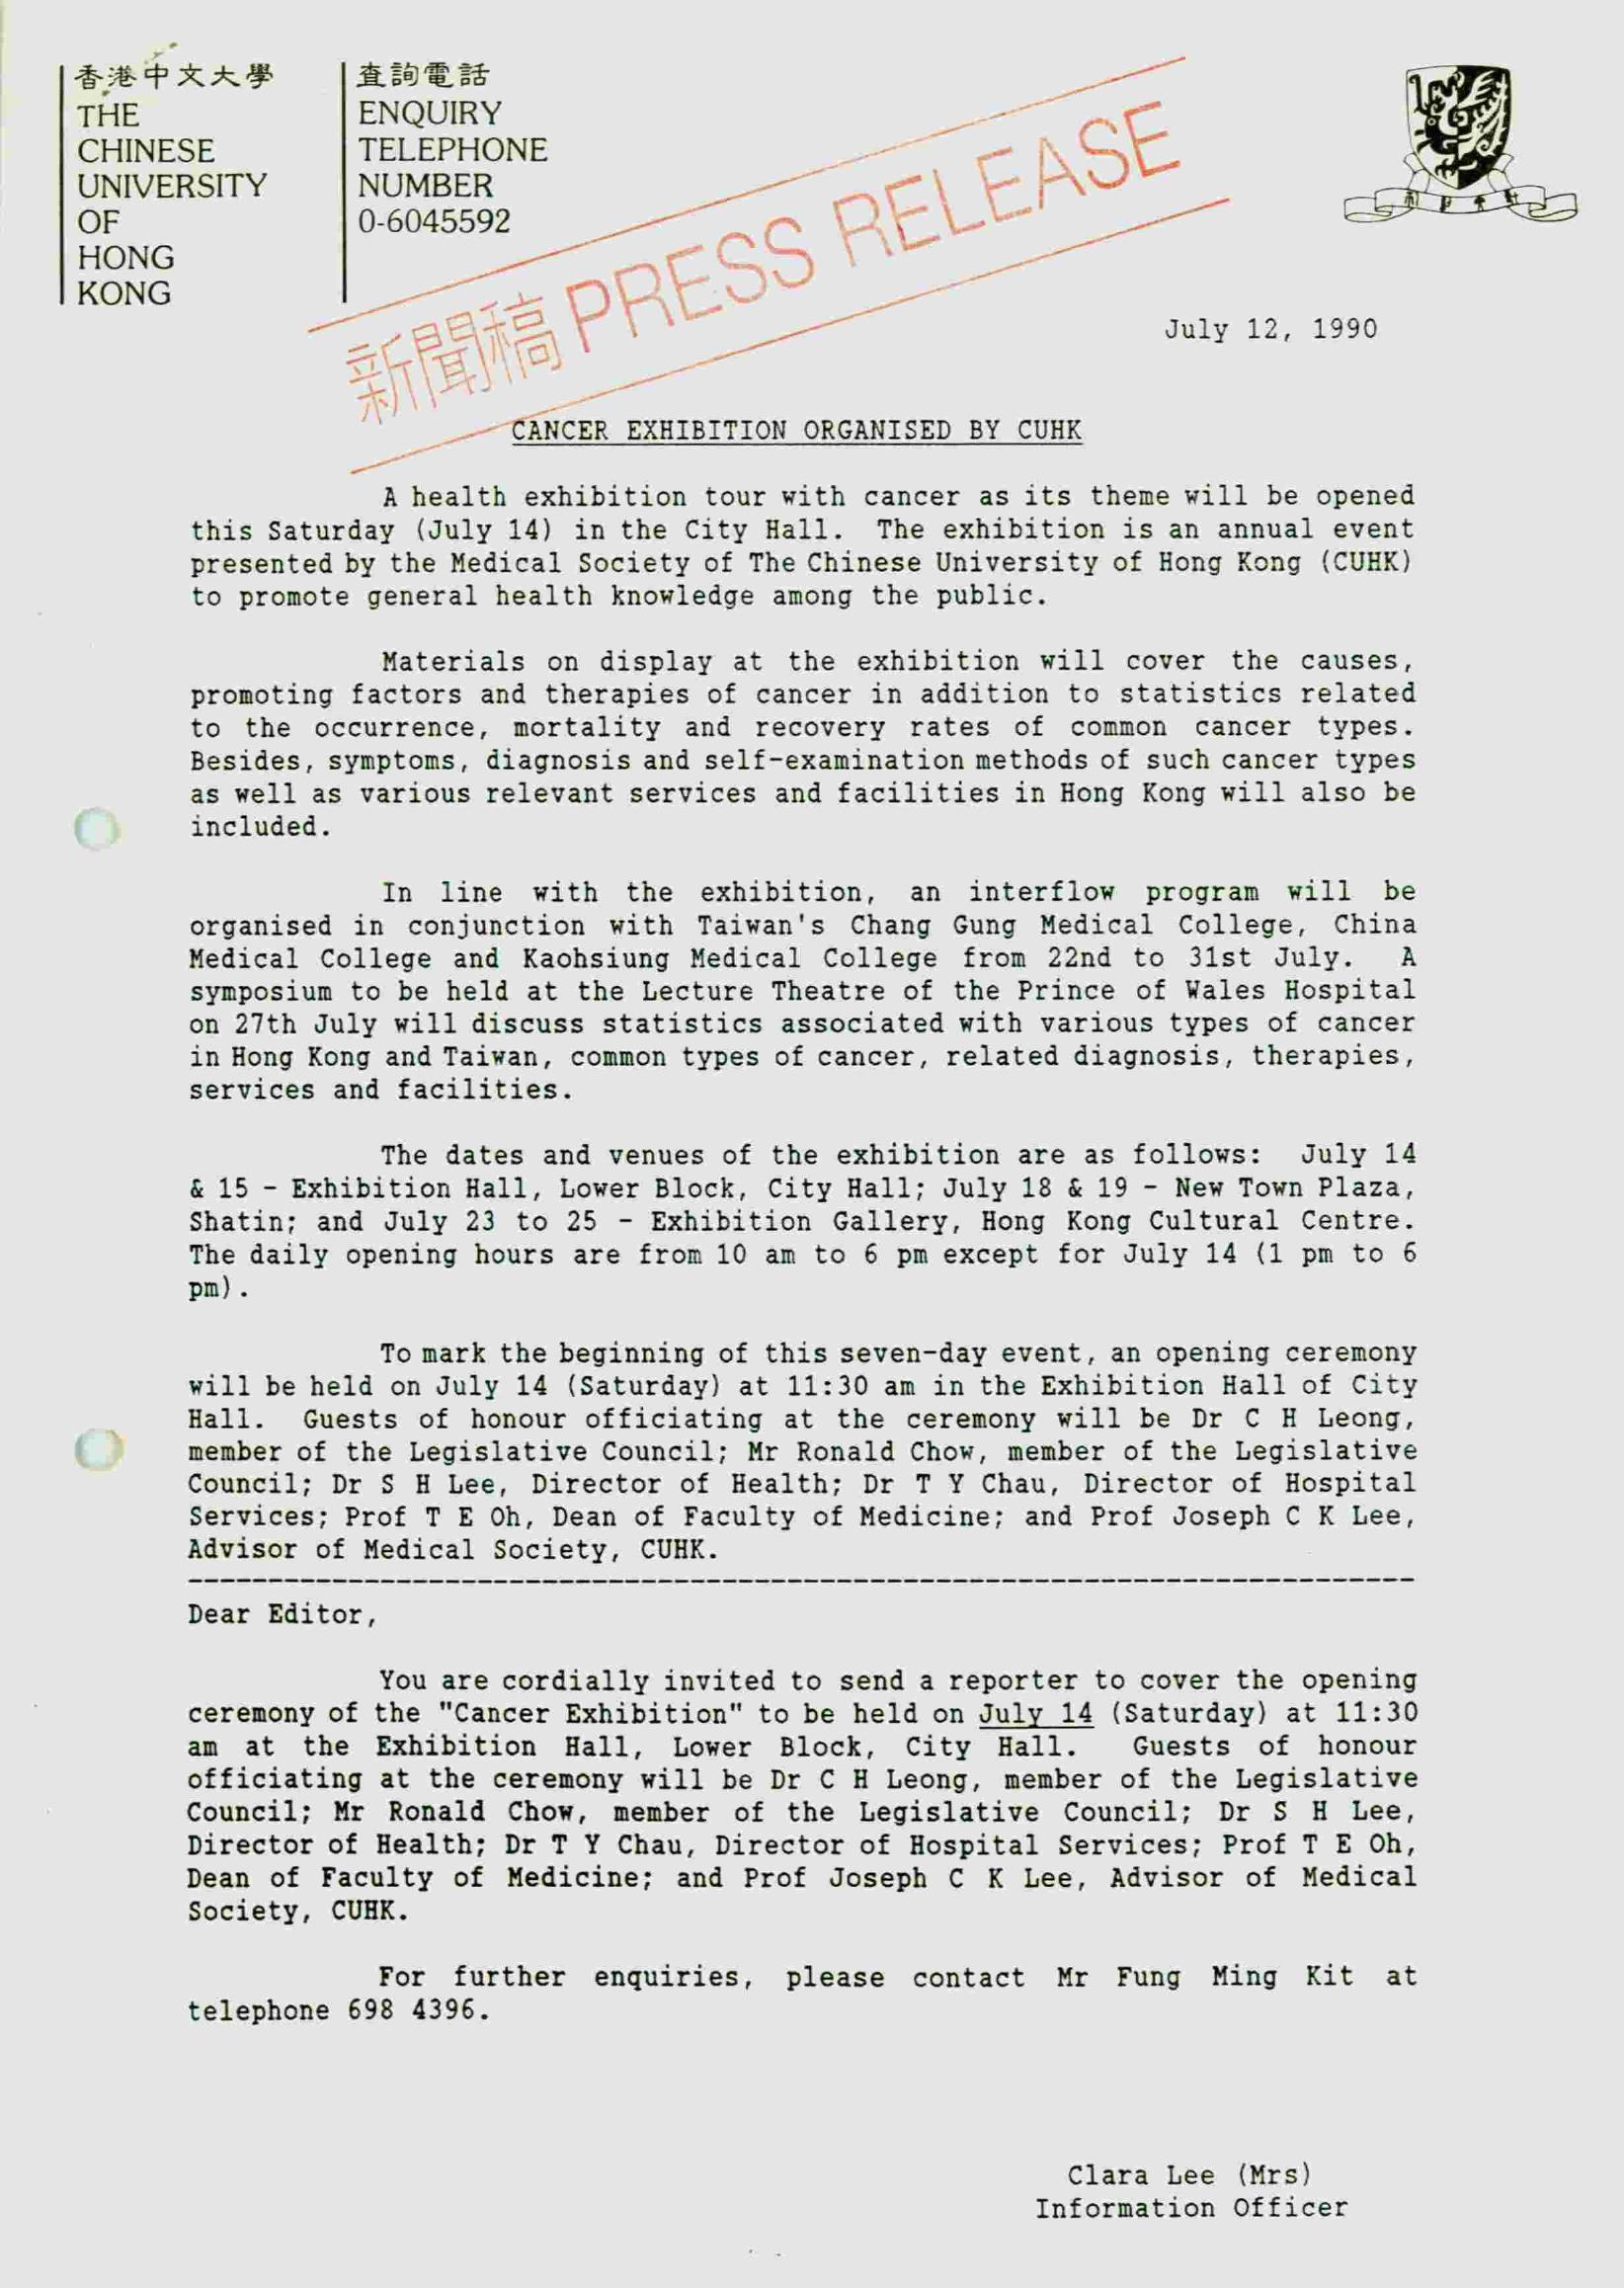 香港中文大學
THE
CHINESE
UNIVERSITY
OF
HONG
KONG
查詢電話
ENQUIRY
TELEPHONE
NUMBER
0-6045592
新聞稿 PRESS RELEASE
July 12, 1990
CANCER EXHIBITION ORGANISED BY CUHK
A health exhibition tour with cancer as its theme will be opened
this Saturday (July 14) in the City Hall. The exhibition is an annual event
presented by the Medical Society of The Chinese University of Hong Kong (CUHK)
to promote general health knowledge among the public.
Materials on display at the exhibition will cover the causes,
promoting factors and therapies of cancer in addition to statistics related
to the occurrence, mortality and recovery rates of common cancer types.
Besides, symptoms, diagnosis and self-examination methods of such cancer types
as well as various relevant services and facilities in Hong Kong will also be
included.
In line with the exhibition, an interflow program will be
organised in conjunction with Taiwan's Chang Gung Medical College, China
Medical College and Kaohsiung Medical College from 22nd to 31st July. A
symposium to be held at the Lecture Theatre of the Prince of Wales Hospital
on 27th July will discuss statistics associated with various types of cancer
in Hong Kong and Taiwan, common types of cancer, related diagnosis, therapies,
services and facilities.
The dates and venues of the exhibition are as follows: July 14
& 15 - Exhibition Hall, Lower Block, City Hall; July 18 & 19 - New Town Plaza,
Shatin; and July 23 to 25 - Exhibition Gallery, Hong Kong Cultural Centre.
The daily opening hours are from 10 am to 6 pm except for July 14 (1 pm to 6
pm).
To mark the beginning of this seven-day event, an opening ceremony
will be held on July 14 (Saturday) at 11:30 am in the Exhibition Hall of City
Hall. Guests of honour officiating at the ceremony will be Dr C H Leong,
member of the Legislative Council; Mr Ronald Chow, member of the Legislative
Council; Dr S H Lee, Director of Health; Dr T Y Chau, Director of Hospital
Services; Prof T E Oh, Dean of Faculty of Medicine; and Prof Joseph C K Lee,
Advisor of Medical Society, CUHK.
Dear Editor,
You are cordially invited to send a reporter to cover the opening
ceremony of the "Cancer Exhibition" to be held on July 14 (Saturday) at 11:30
am at the Exhibition Hall, Lower Block, City Hall. Guests of honour
officiating at the ceremony will be Dr C H Leong, member of the Legislative
Council; Mr Ronald Chow, member of the Legislative Council; Dr S H Lee,
Director of Health; Dr T Y Chau, Director of Hospital Services; Prof T E Oh,
Dean of Faculty of Medicine; and Prof Joseph C K Lee, Advisor of Medical
Society, CUHK.
For further enquiries, please contact Mr Fung Ming Kit at
telephone 698 4396.
Clara Lee (Mrs)
Information Officer